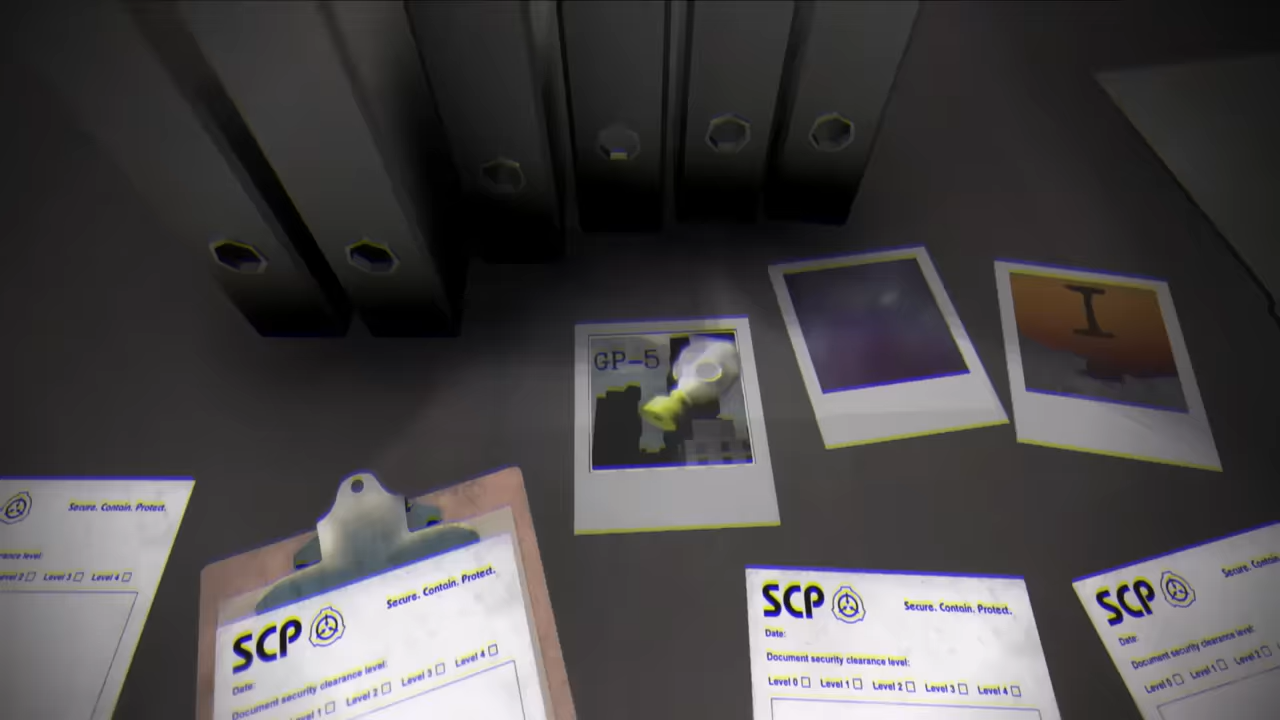 GP-5
I
Secure. Contain. Protect.
Level 2 Level 3 Level 4
SCP
Secure. Contain. Protect.
Date:
Document security clearance level:
Level 2 Level 3 Level 4
SCP
Secure. Contain. Protect.
Date:
Document security clearance level:
Level 0 Level 1 Level 2 Level 3 Level 4
SCP
Secure. Contain.
Date:
Document security clearance level:
Level 0 Level 1 Level 2